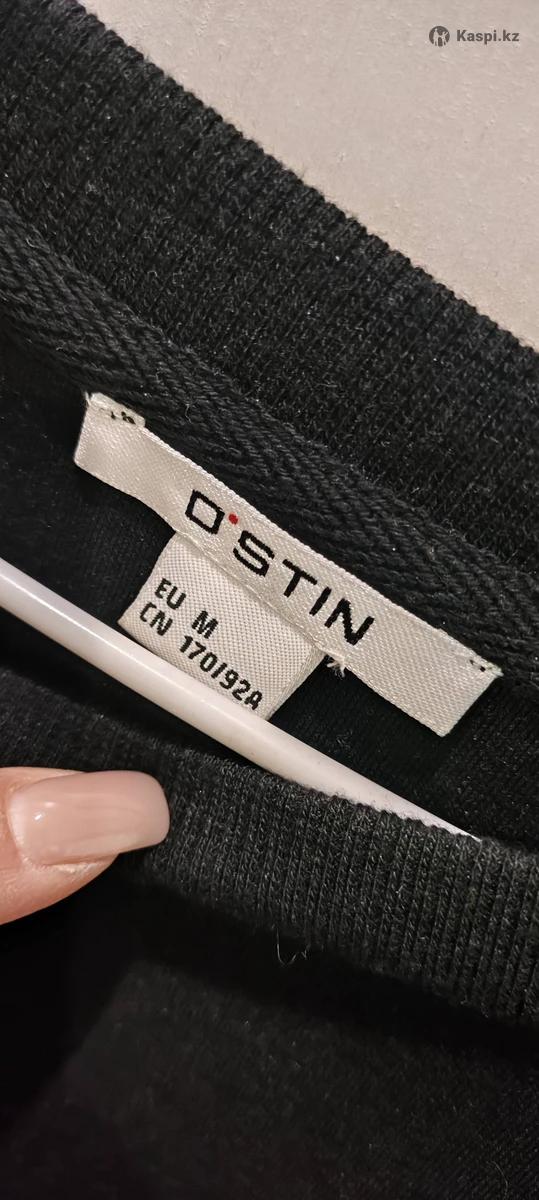 Kaspi.kz
O'STIN
EU M
CN 170/92A